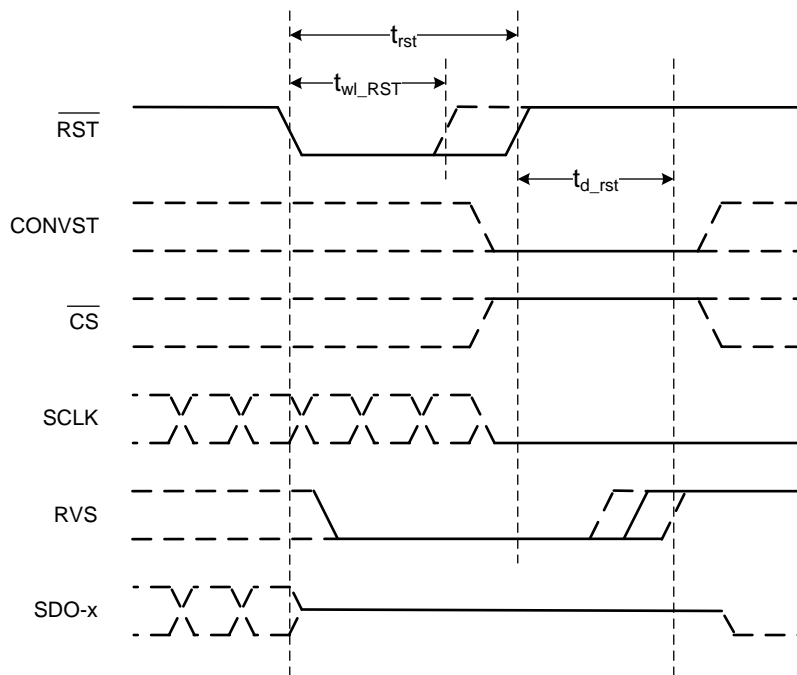 t_rst
t_wl_RST
RST
t_d_rst
CONVST
CS
SCLK
RVS
SDO-x